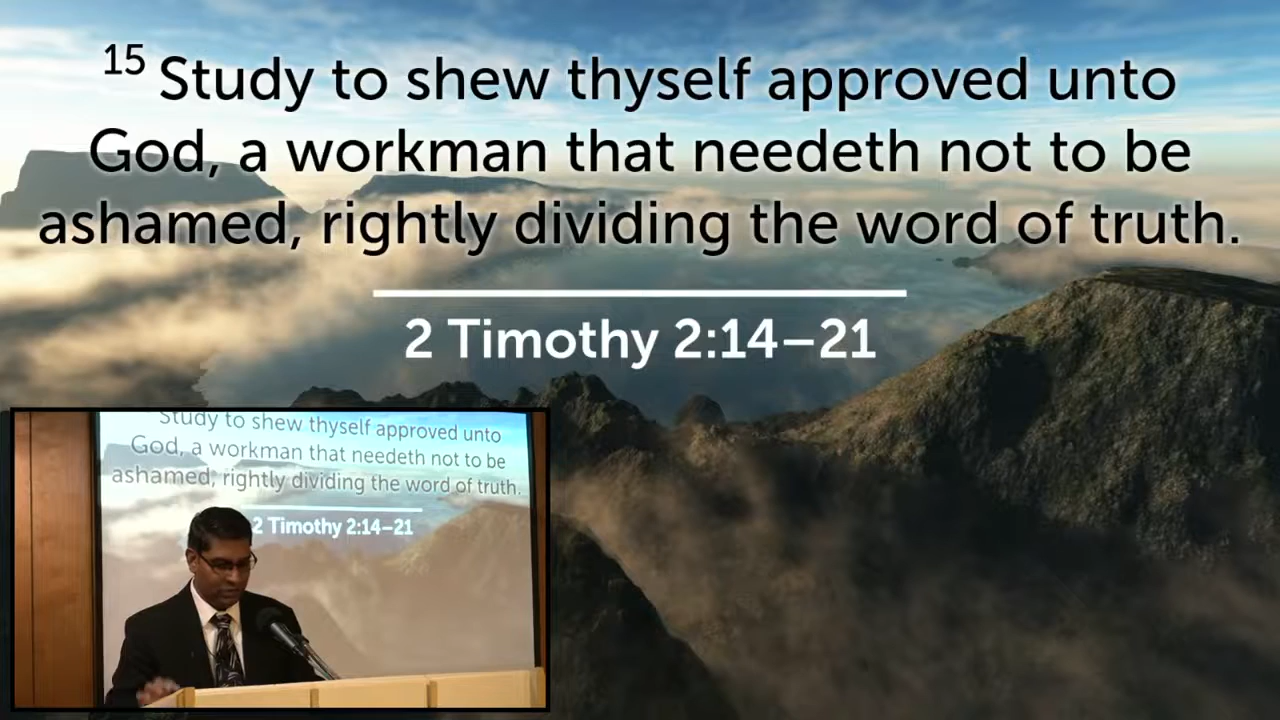 15 Study to shew thyself approved unto
God, a workman that needeth not to be
ashamed, rightly dividing the word of truth.
2 Timothy 2:14–21
Study to shew thyself approved unto
God, a workman that needeth not to be
ashamed, rightly dividing the word of truth.
2 Timothy 2:14–21